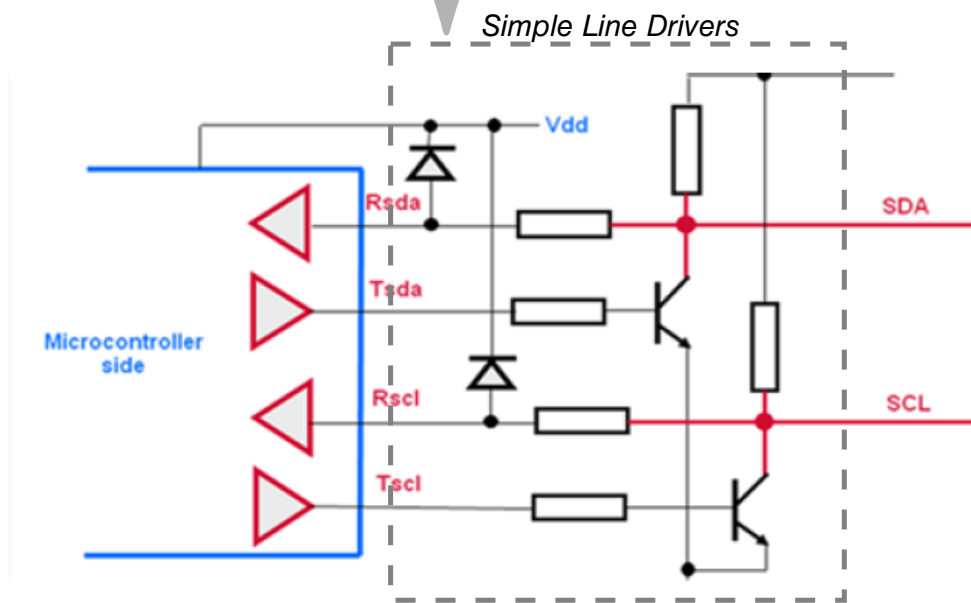 Simple Line Drivers
Vdd
Rsda
SDA
Tsda
Microcontroller
side
Rscl
SCL
Tscl